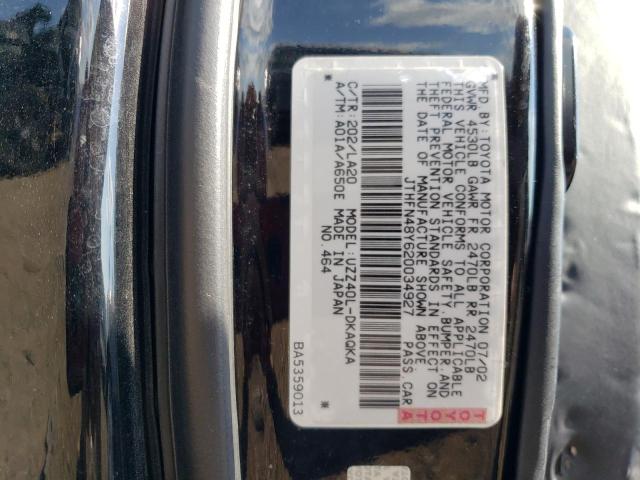 MFD.BY:TOYOTA MOTOR CORPORATION 07/02
GVWR 4530LB GAWR FR 2470LB RR 2470LB
THIS VEHICLE CONFORMS TO ALL APPLICABLE
FEDERAL MOTOR VEHICLE SAFETY,BUMPER,AND
THEFT PREVENTION STANDARDS IN EFFECT ON
THE DATE OF MANUFACTURE SHOWN ABOVE.
JTHFN48Y620034927 PASS.CAR
* *
C/TR:202/LA20 MODEL:UZZ40L-DKAQKA
A/TM:A01A/A650E MADE IN JAPAN
NO.464
BA5359013
TOYOTA